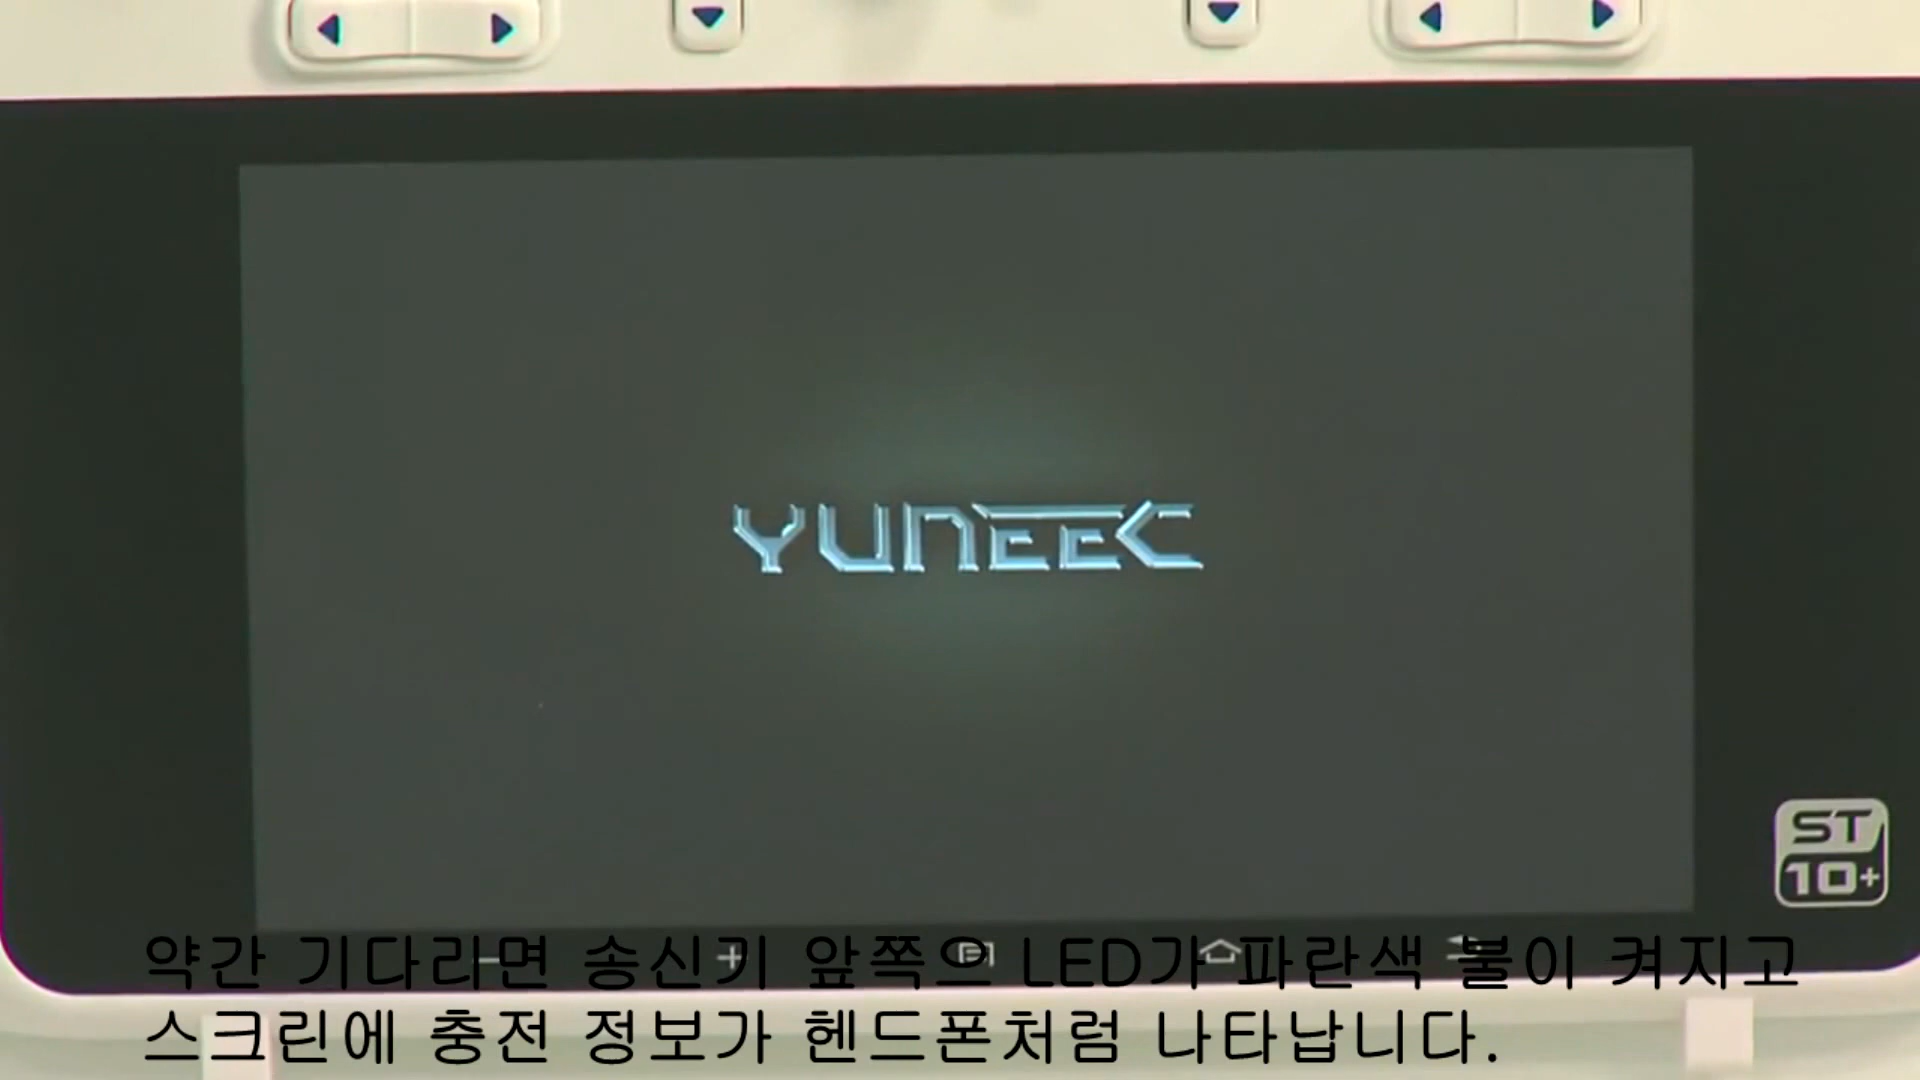 YUNEEC
ST
10+
약간 기다리면 송신기 앞쪽으 LED가 파란색 불이 켜지고
스크린에 충전 정보가 헨드폰처럼 나타납니다.